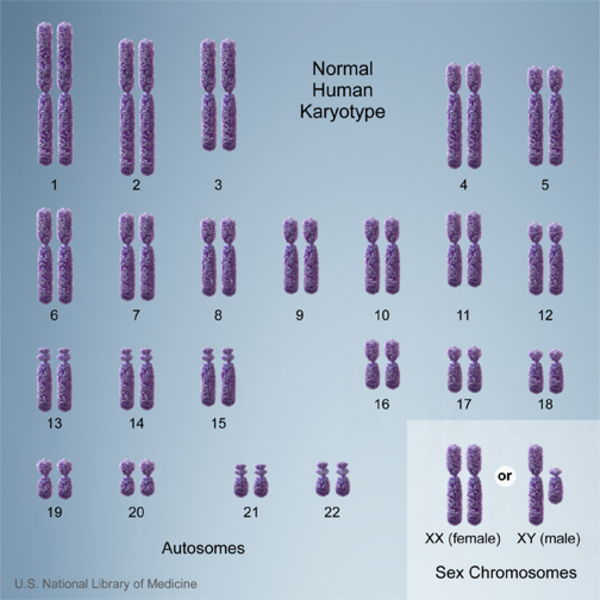 Normal
Human
Karyotype
1
2
3
4
5
6
7
8
9
10
11
12
13
14
15
16
17
18
19
20
21
22
or
XX (female)
XY (male)
Autosomes
Sex Chromosomes
U.S. National Library of Medicine